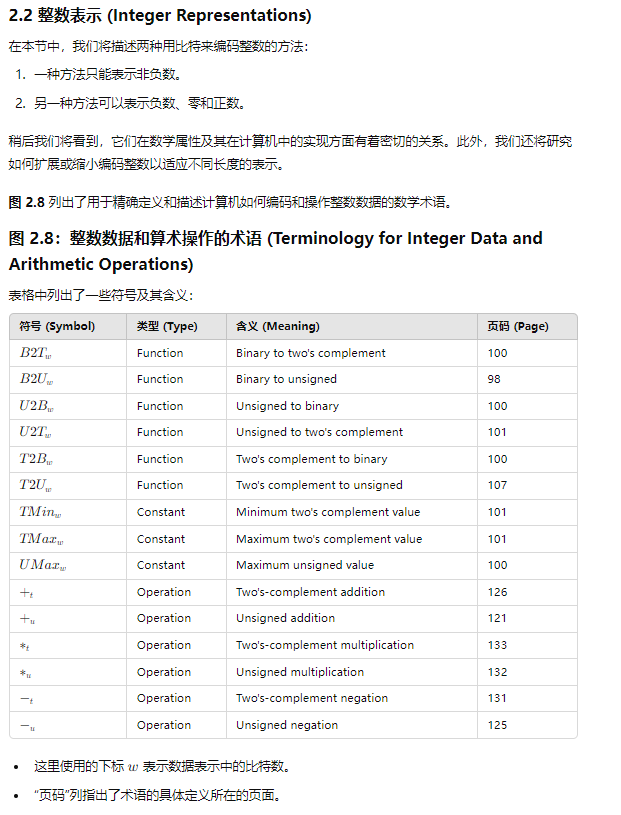 2.2 整数表示 (Integer Representations)
在本节中，我们将描述两种用比特来编码整数的方法：
1. 一种方法只能表示非负数。
2. 另一种方法可以表示负数、零和正数。
稍后我们将看到，它们在数学属性及其在计算机中的实现方面有着密切的关系。此外，我们还将研究
如何扩展或缩小编码整数以适应不同长度的表示。
图 2.8 列出了用于精确定义和描述计算机如何编码和操作整数数据的数学术语。
图 2.8：整数数据和算术操作的术语 (Terminology for Integer Data and
Arithmetic Operations)
表格中列出了一些符号及其含义：
符号 (Symbol) 类型 (Type) 含义 (Meaning) 页码 (Page)
B2T_w Function Binary to two's complement 100
B2U_w Function Binary to unsigned 98
U2B_w Function Unsigned to binary 100
U2T_w Function Unsigned to two's complement 101
T2B_w Function Two's complement to binary 100
T2U_w Function Two's complement to unsigned 107
TMin_w Constant Minimum two's complement value 101
TMax_w Constant Maximum two's complement value 101
UMax_w Constant Maximum unsigned value 100
+_t Operation Two's-complement addition 126
+_u Operation Unsigned addition 121
*_t Operation Two's-complement multiplication 133
*_u Operation Unsigned multiplication 132
−_t Operation Two's-complement negation 131
−_u Operation Unsigned negation 125
• 这里使用的下标 w 表示数据表示中的比特数。
• “页码”列指出了术语的具体定义所在的页面。